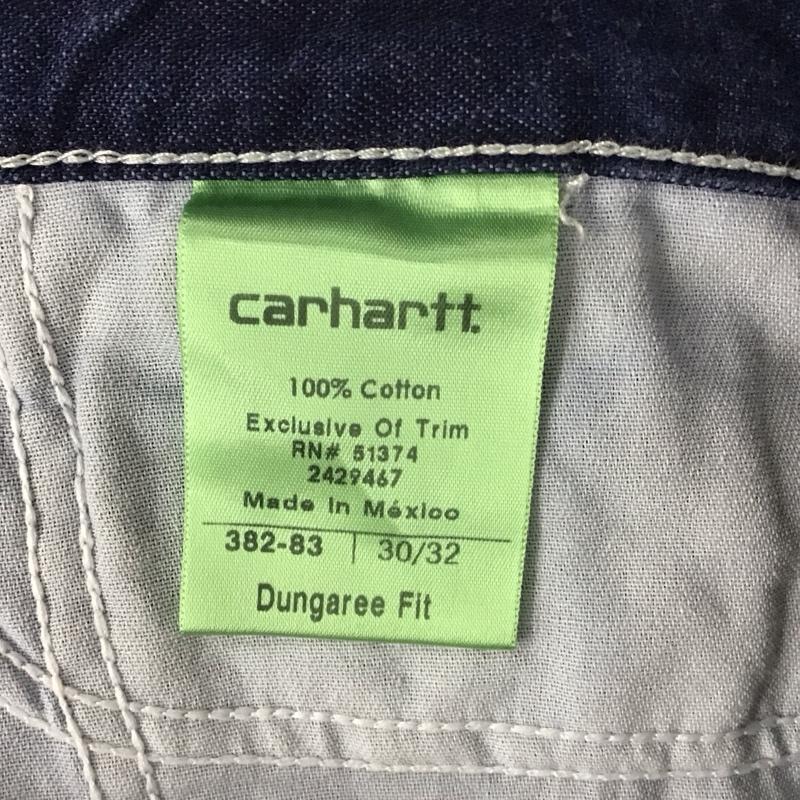 carhartt.
100% Cotton
Exclusive Of Trim
RN# 51374
2429467
Made In México
382-83 | 30/32
Dungaree Fit